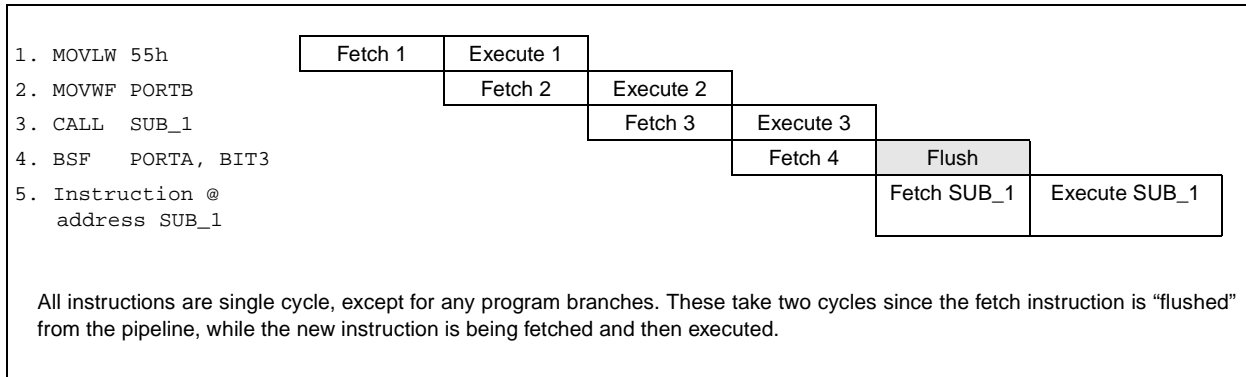 1. MOVLW 55h Fetch 1 Execute 1
2. MOVWF PORTB Fetch 2 Execute 2
3. CALL SUB_1 Fetch 3 Execute 3
4. BSF PORTA, BIT3 Fetch 4 Flush
5. Instruction @ Fetch SUB_1 Execute SUB_1
address SUB_1
All instructions are single cycle, except for any program branches. These take two cycles since the fetch instruction is “flushed”
from the pipeline, while the new instruction is being fetched and then executed.